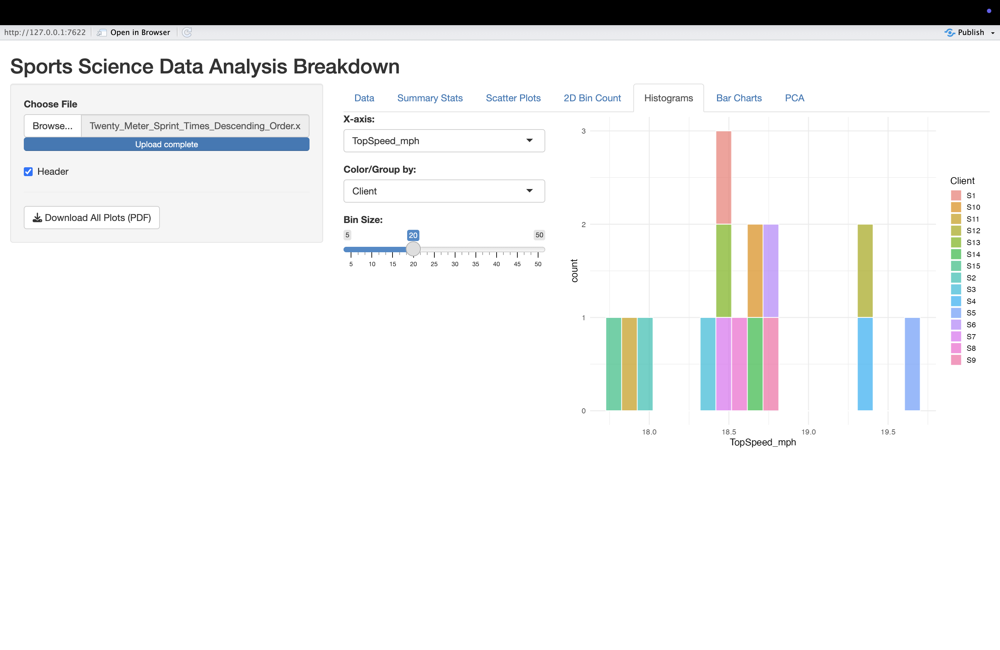 http://127.0.0.1:7622 Open in Browser Publish
Sports Science Data Analysis Breakdown
Choose File
Browse... Twenty_Meter_Sprint_Times_Descending_Order.x
Upload complete
Header
Download All Plots (PDF)
Data Summary Stats Scatter Plots 2D Bin Count Histograms Bar Charts PCA
X-axis:
TopSpeed_mph
Color/Group by:
Client
Bin Size:
5 20 50
5 10 15 20 25 30 35 40 45 50
3
2
1
0
count
18.0 18.5 19.0 19.5
TopSpeed_mph
Client
S1
S10
S11
S12
S13
S14
S15
S2
S3
S4
S5
S6
S7
S8
S9